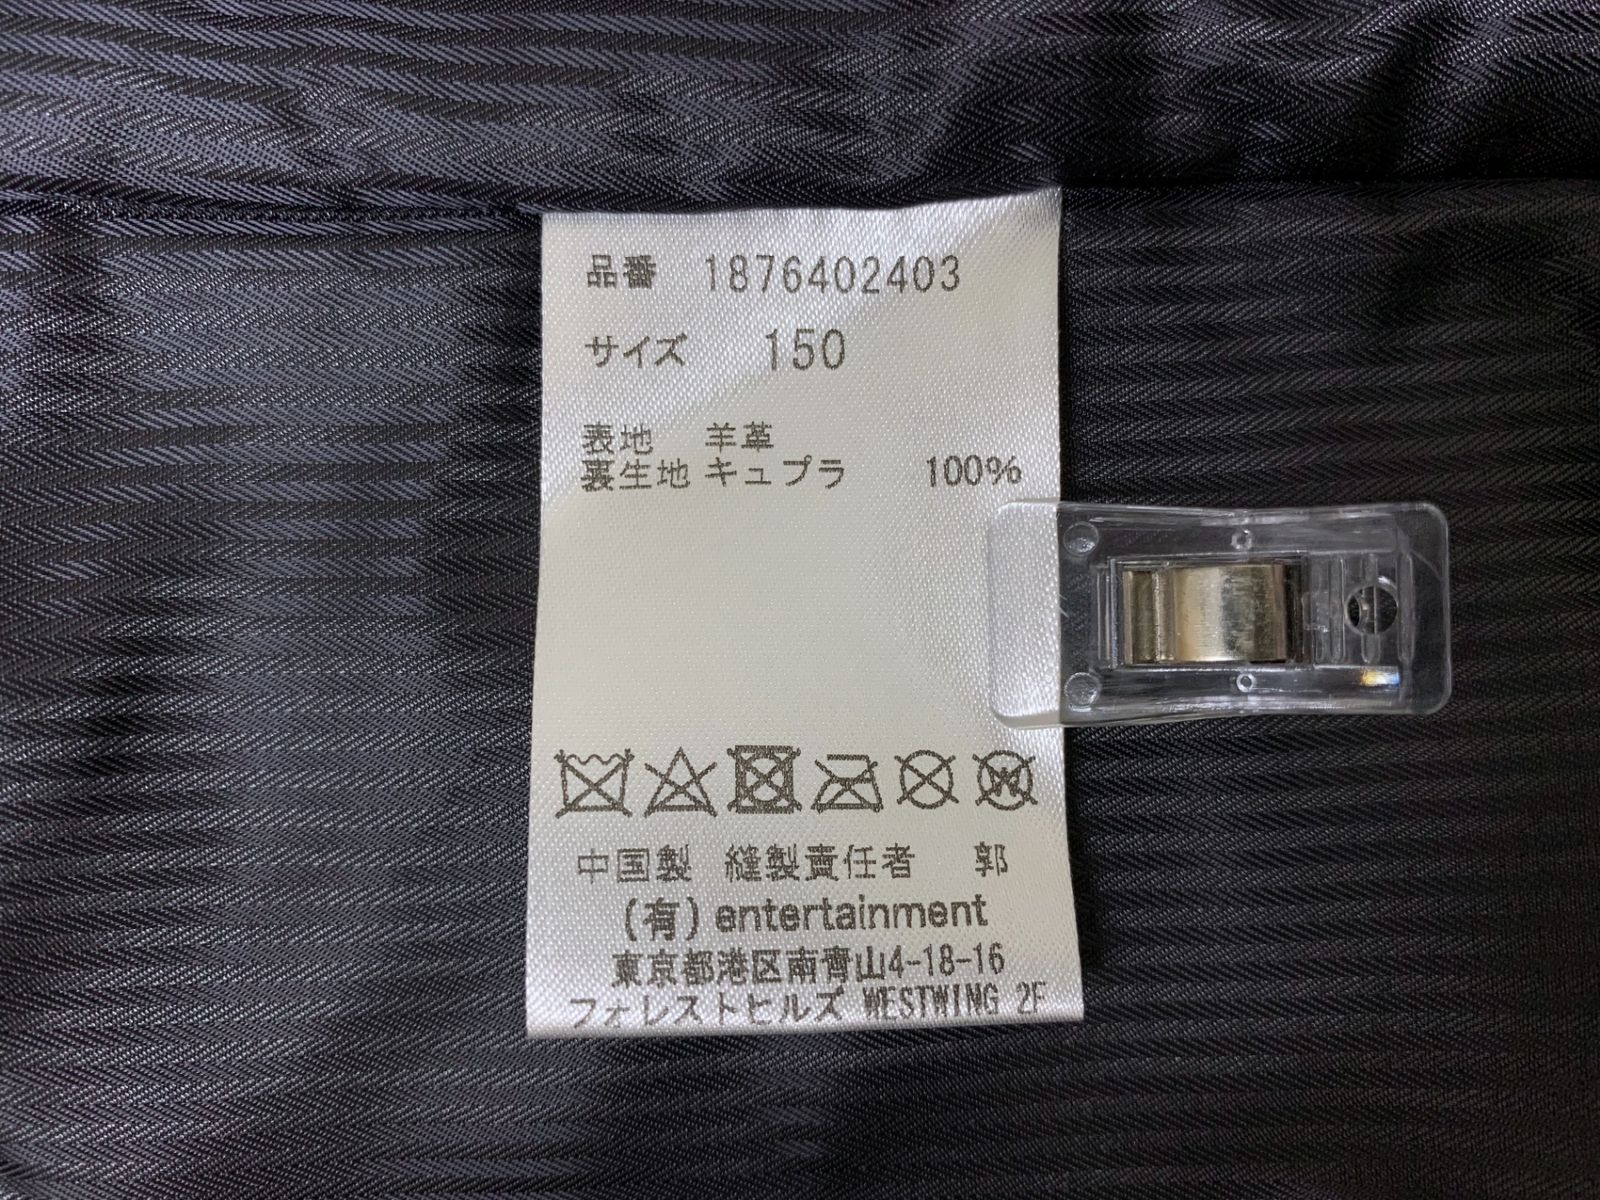 品番 1876402403
サイズ 150
表地 羊革
裏生地 キュプラ 100%
中国製 縫製責任者 郭
(有) entertainment
東京都港区南青山4-18-16
フォレストヒルズ WESTWING 2F